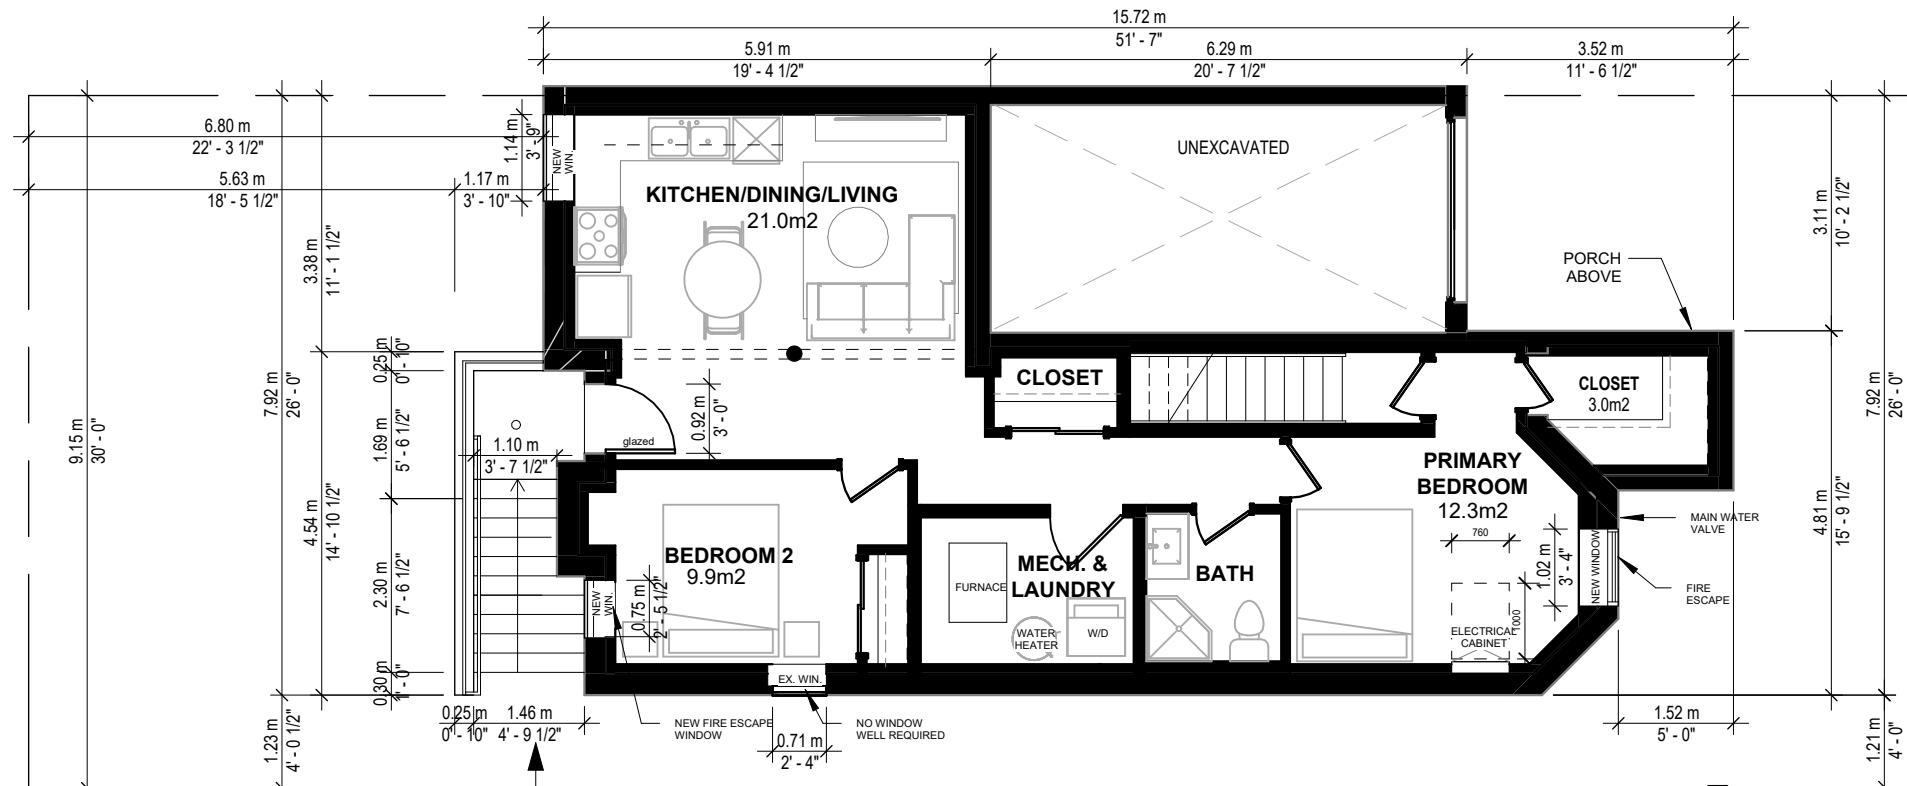 15.72 m
51' - 7"
5.91 m
19' - 4 1/2"
6.29 m
20' - 7 1/2"
3.52 m
11' - 6 1/2"
6.80 m
22' - 3 1/2"
5.63 m
18' - 5 1/2"
1.17 m
3' - 10"
1.14 m
3' - 9"
NEW
WIN.
KITCHEN/DINING/LIVING
21.0m2
UNEXCAVATED
PORCH
ABOVE
3.11 m
10' - 2 1/2"
3.38 m
11' - 1 1/2"
0.25 m
0' - 10"
7.92 m
26' - 0"
9.15 m
30' - 0"
1.69 m
5' - 6 1/2"
4.54 m
14' - 10 1/2"
2.30 m
7' - 6 1/2"
0.30 m
1' - 0"
1.10 m
3' - 7 1/2"
glazed
0.92 m
3' - 0"
CLOSET
CLOSET
3.0m2
7.92 m
26' - 0"
PRIMARY
BEDROOM
12.3m2
760
1000
ELECTRICAL
CABINET
1.02 m
3' - 4"
NEW WINDOW
MAIN WATER
VALVE
FIRE
ESCAPE
4.81 m
15' - 9 1/2"
BEDROOM 2
9.9m2
NEW
WIN.
0.75 m
2' - 5 1/2"
FURNACE
MECH. &
LAUNDRY
WATER
HEATER
W/D
BATH
EX. WIN.
0.25 m
0' - 10"
1.46 m
4' - 9 1/2"
NEW FIRE ESCAPE
WINDOW
NO WINDOW
WELL REQUIRED
0.71 m
2' - 4"
1.52 m
5' - 0"
1.23 m
4' - 0 1/2"
1.21 m
4' - 0"